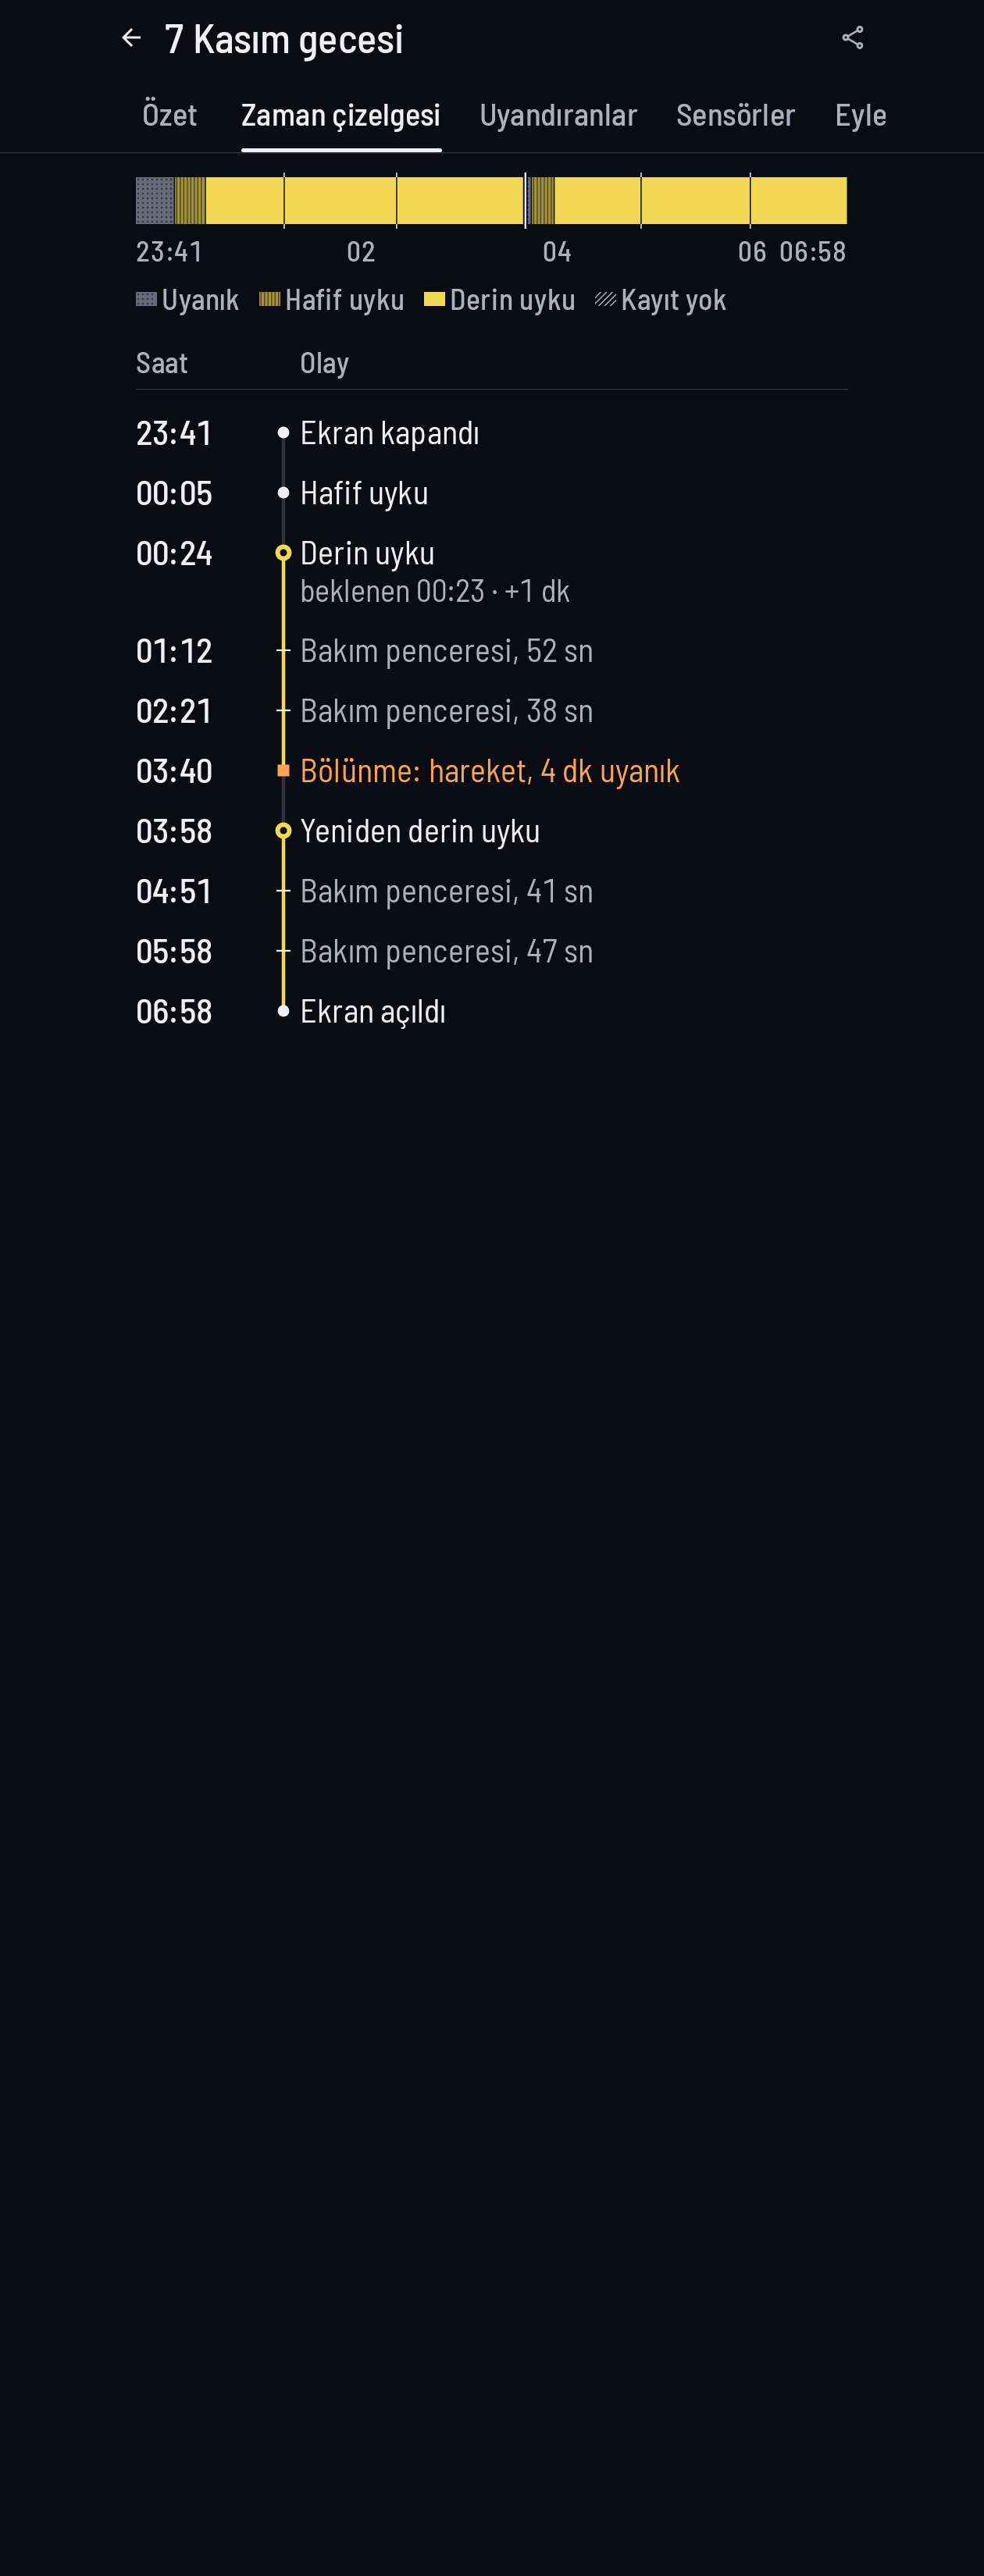 7 Kasım gecesi
Özet Zaman çizelgesi Uyandıranlar Sensörler Eyle
23:41 02 04 06 06:58
Uyanık Hafif uyku Derin uyku Kayıt yok
Saat Olay
23:41 Ekran kapandı
00:05 Hafif uyku
00:24 Derin uyku
beklenen 00:23 · +1 dk
01:12 Bakım penceresi, 52 sn
02:21 Bakım penceresi, 38 sn
03:40 Bölünme: hareket, 4 dk uyanık
03:58 Yeniden derin uyku
04:51 Bakım penceresi, 41 sn
05:58 Bakım penceresi, 47 sn
06:58 Ekran açıldı